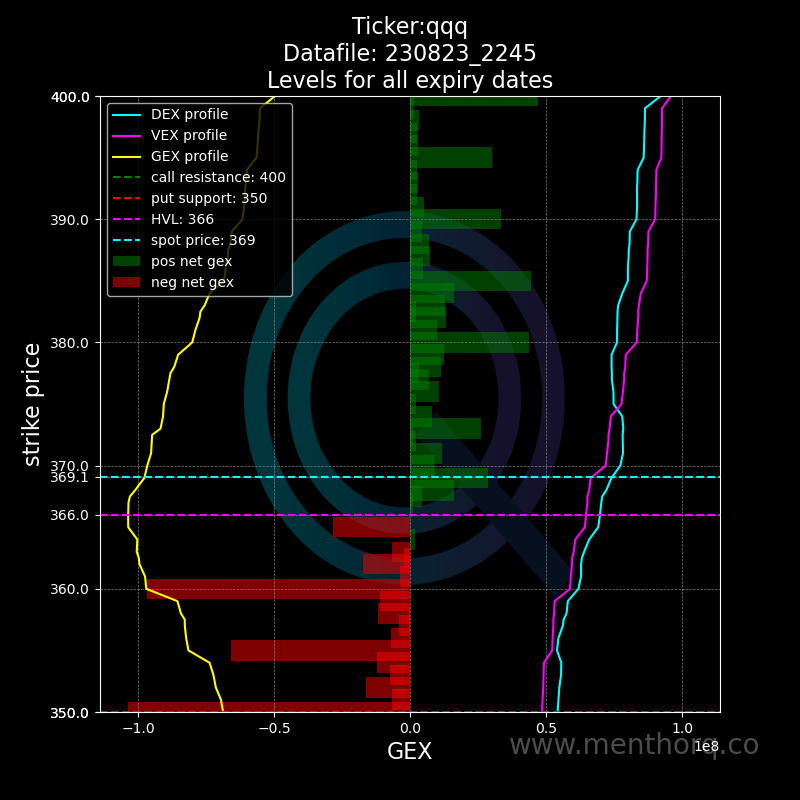 Ticker:qqq
Datafile: 230823_2245
Levels for all expiry dates
DEX profile
VEX profile
GEX profile
call resistance: 400
put support: 350
HVL: 366
spot price: 369
pos net gex
neg net gex
strike price
400.0
390.0
380.0
370.0
369.1
366.0
360.0
350.0
−1.0
−0.5
0.0
0.5
1.0
1e8
GEX
www.menthorq.co